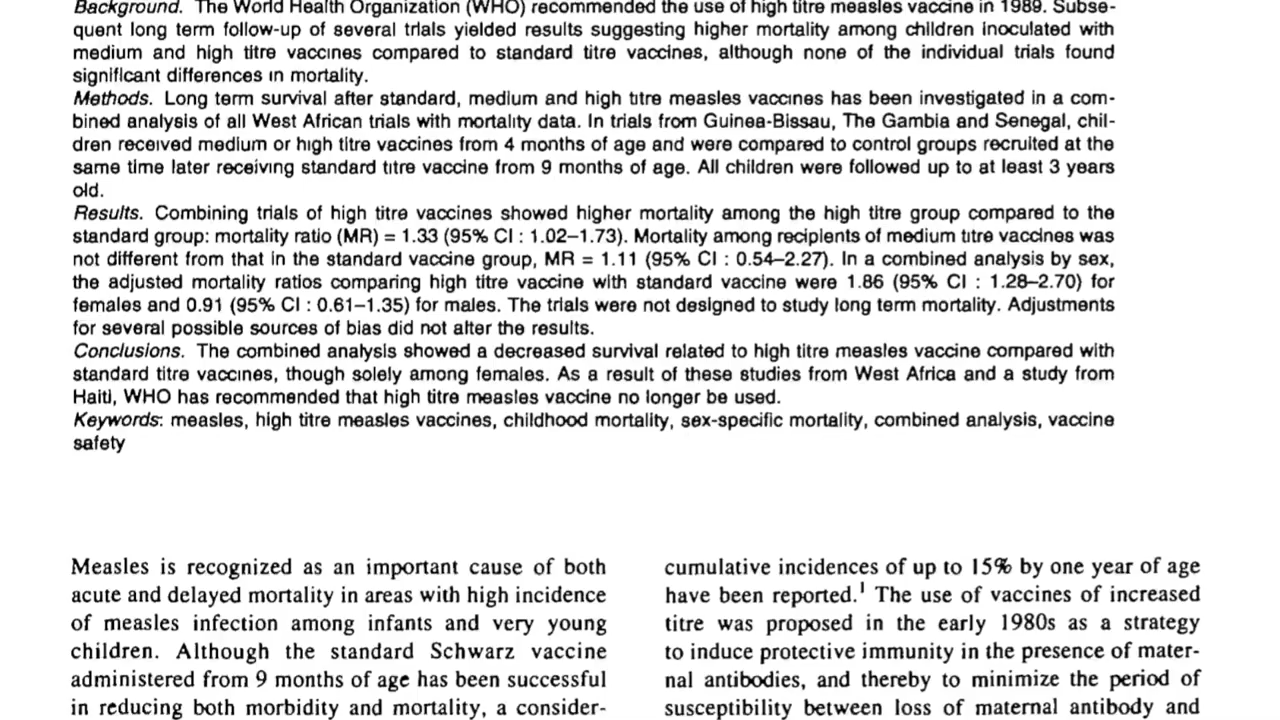 Background. The World Health Organization (WHO) recommended the use of high titre measles vaccine in 1989. Subse-
quent long term follow-up of several trials yielded results suggesting higher mortality among children inoculated with
medium and high titre vaccines compared to standard titre vaccines, although none of the individual trials found
significant differences in mortality.
Methods. Long term survival after standard, medium and high titre measles vaccines has been investigated in a com-
bined analysis of all West African trials with mortality data. In trials from Guinea-Bissau, The Gambia and Senegal, chil-
dren received medium or high titre vaccines from 4 months of age and were compared to control groups recruited at the
same time later receiving standard titre vaccine from 9 months of age. All children were followed up to at least 3 years
old.
Results. Combining trials of high titre vaccines showed higher mortality among the high titre group compared to the
standard group: mortality ratio (MR) = 1.33 (95% CI : 1.02–1.73). Mortality among recipients of medium titre vaccines was
not different from that in the standard vaccine group, MR = 1.11 (95% CI : 0.54–2.27). In a combined analysis by sex,
the adjusted mortality ratios comparing high titre vaccine with standard vaccine were 1.86 (95% CI : 1.28–2.70) for
females and 0.91 (95% CI : 0.61–1.35) for males. The trials were not designed to study long term mortality. Adjustments
for several possible sources of bias did not alter the results.
Conclusions. The combined analysis showed a decreased survival related to high titre measles vaccine compared with
standard titre vaccines, though solely among females. As a result of these studies from West Africa and a study from
Haiti, WHO has recommended that high titre measles vaccine no longer be used.
Keywords: measles, high titre measles vaccines, childhood mortality, sex-specific mortality, combined analysis, vaccine
safety
Measles is recognized as an important cause of both
acute and delayed mortality in areas with high incidence
of measles infection among infants and very young
children. Although the standard Schwarz vaccine
administered from 9 months of age has been successful
in reducing both morbidity and mortality, a consider-
cumulative incidences of up to 15% by one year of age
have been reported.¹ The use of vaccines of increased
titre was proposed in the early 1980s as a strategy
to induce protective immunity in the presence of mater-
nal antibodies, and thereby to minimize the period of
susceptibility between loss of maternal antibody and